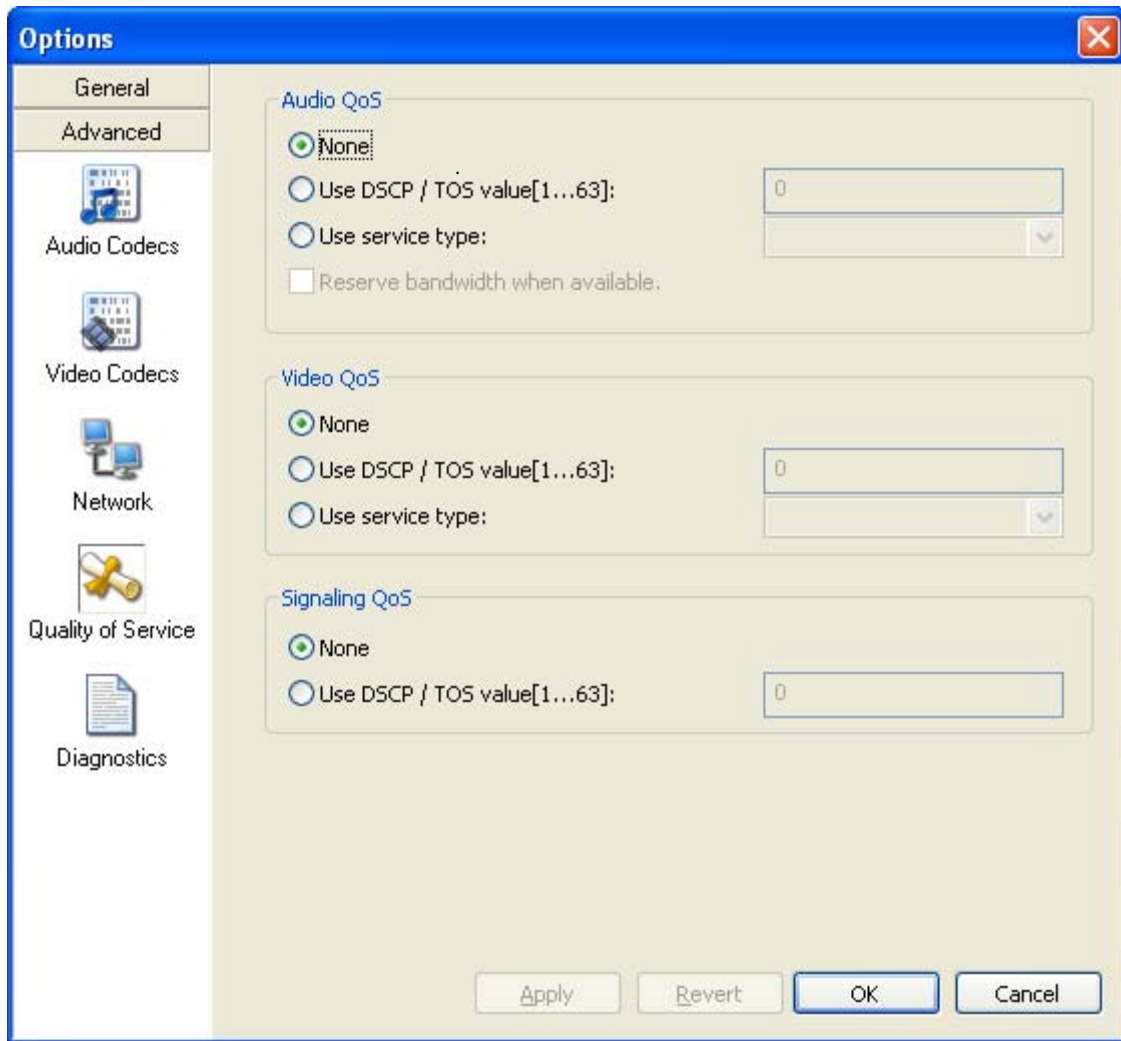 Options
General
Advanced
Audio Codecs
Video Codecs
Network
Quality of Service
Diagnostics
Audio QoS
None
Use DSCP / TOS value[1...63]: 0
Use service type:
Reserve bandwidth when available.
Video QoS
None
Use DSCP / TOS value[1...63]: 0
Use service type:
Signaling QoS
None
Use DSCP / TOS value[1...63]: 0
Apply Revert OK Cancel